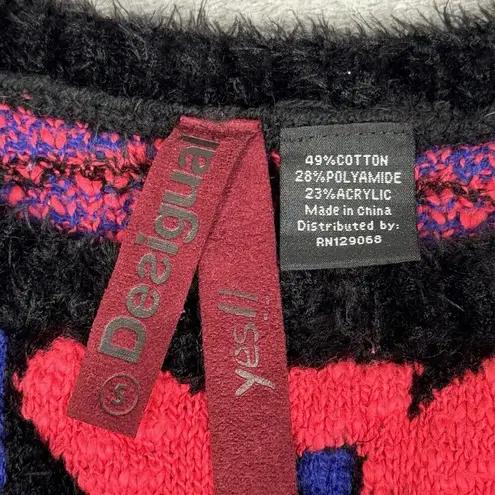 Desigual
S
yes!!
49%COTTON
28%POLYAMIDE
23%ACRYLIC
Made in China
Distributed by:
RN129068